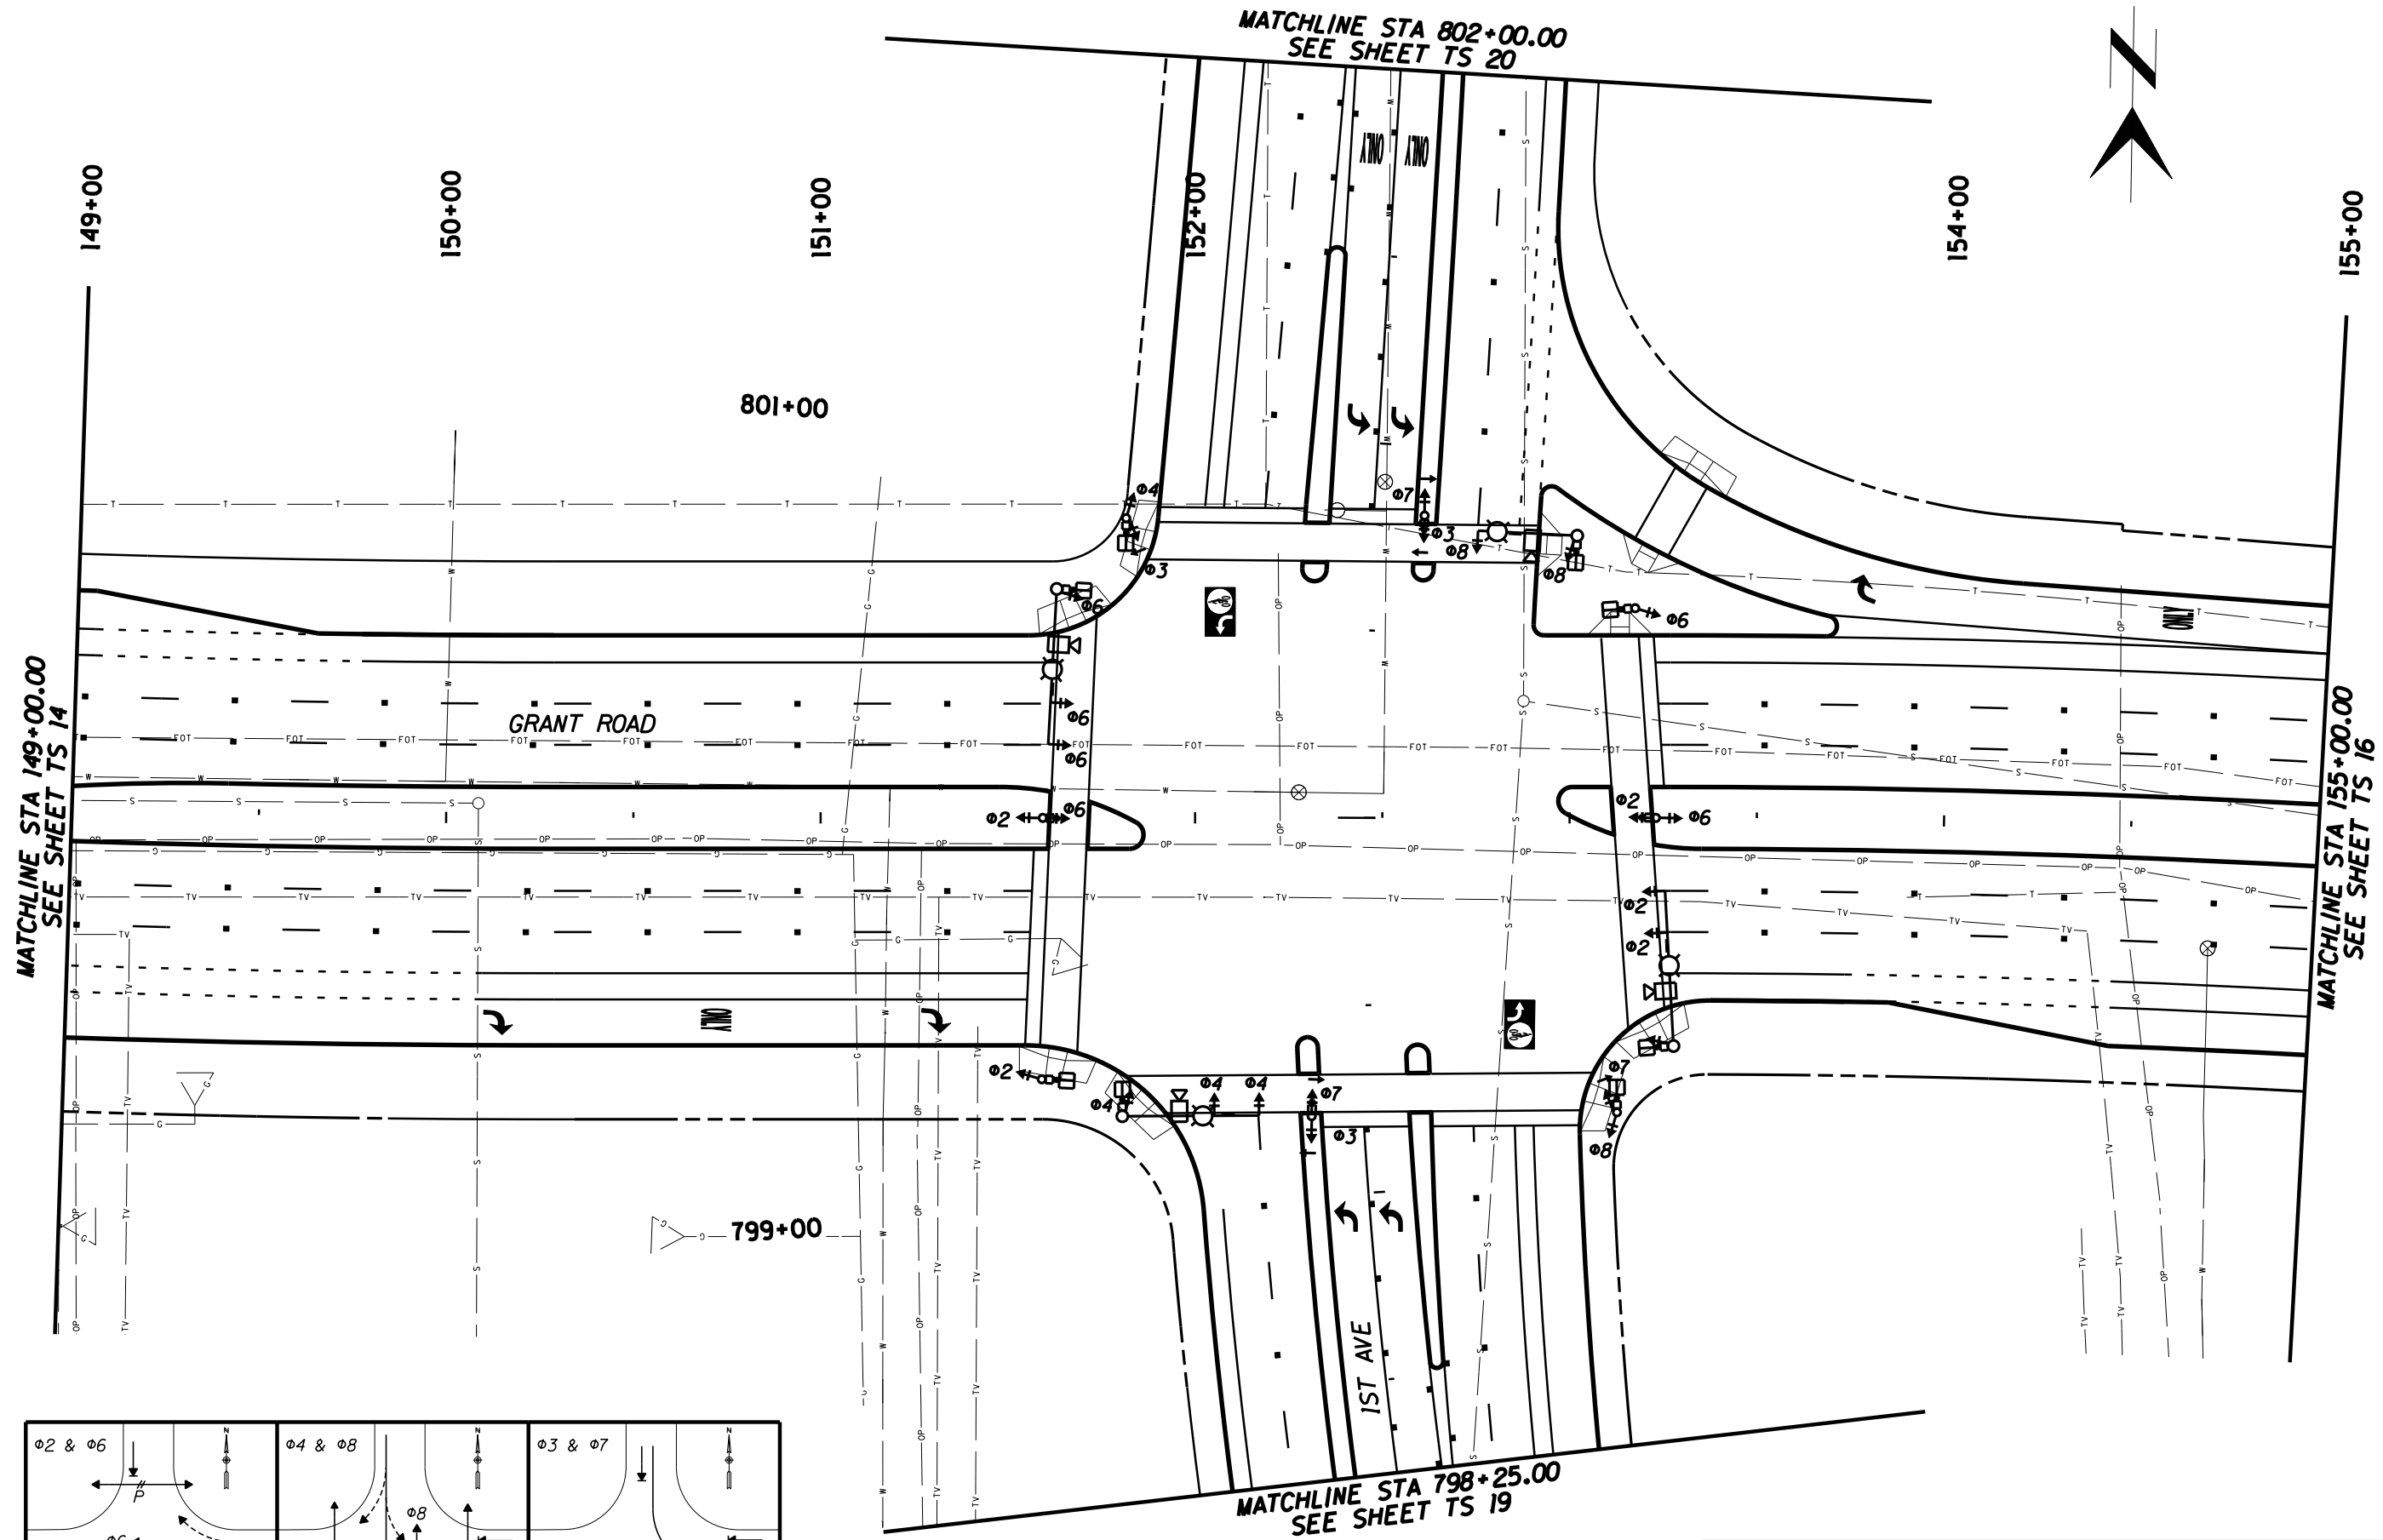 MATCHLINE STA 802+00.00
SEE SHEET TS 20
N
149+00
150+00
151+00
152+00
154+00
155+00
ONLY
ONLY
801+00
Φ4
Φ3
Φ6
Φ7
Φ3
Φ8
Φ8
Φ6
ONLY
GRANT ROAD
Φ6
Φ6
Φ2
Φ6
Φ2
Φ6
Φ2
Φ2
MATCHLINE STA 149+00.00
SEE SHEET TS 14
MATCHLINE STA 155+00.00
SEE SHEET TS 16
ONLY
Φ2
Φ4
Φ4
Φ4
Φ7
Φ3
Φ7
Φ8
799+00
1ST AVE
MATCHLINE STA 798+25.00
SEE SHEET TS 19
Φ2 & Φ6
N
P
Φ4 & Φ8
N
Φ8
Φ3 & Φ7
N